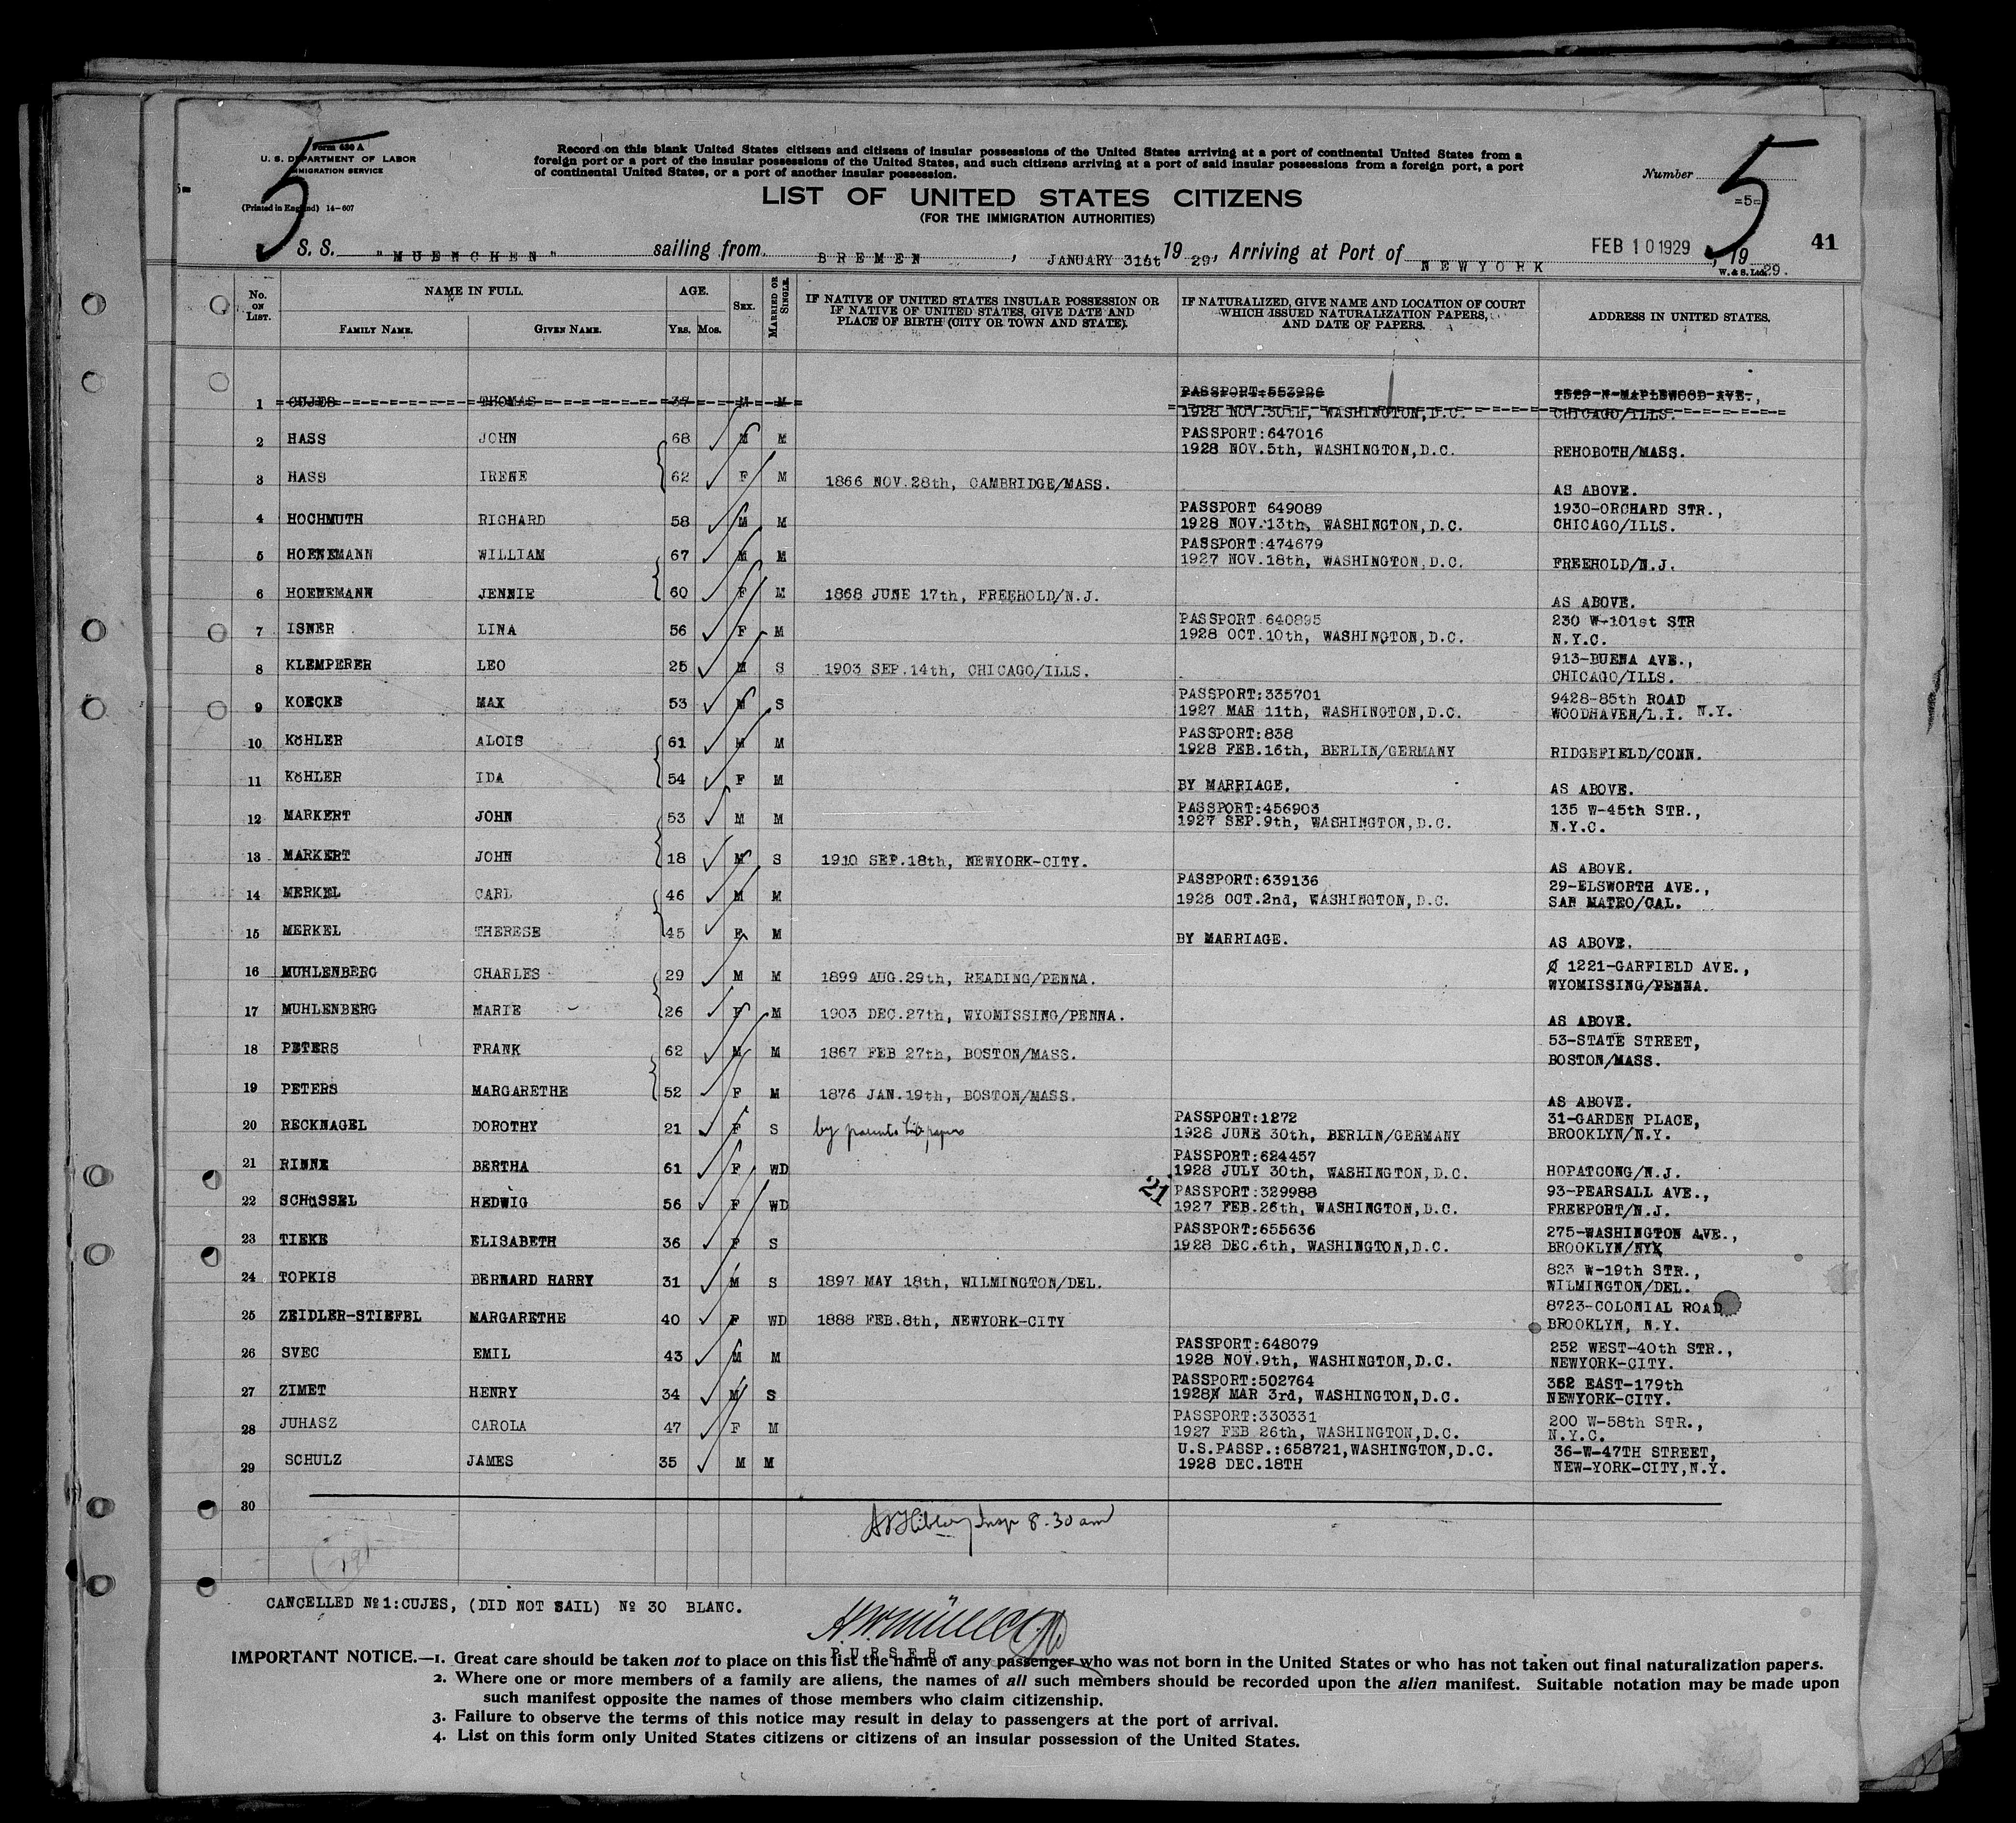 Form 630 A
U. S. DEPARTMENT OF LABOR
IMMIGRATION SERVICE
(Printed in England) 14-607
5
5
5=
Record on this blank United States citizens and citizens of insular possessions of the United States arriving at a port of continental United States from a
foreign port or a port of the insular possessions of the United States, and such citizens arriving at a port of said insular possessions from a foreign port, a port
of continental United States, or a port of another insular possession.
Number
=5=
LIST OF UNITED STATES CITIZENS
(FOR THE IMMIGRATION AUTHORITIES)
S. S. "MUENCHEN" sailing from BREMEN, JANUARY 31st 19 29, Arriving at Port of NEWYORK FEB 10 1929, 19 29.
41
W. & S. Ltd.
No. ON LIST. NAME IN FULL. AGE. SEX. MARRIED OR SINGLE. IF NATIVE OF UNITED STATES INSULAR POSSESSION OR IF NATIVE OF UNITED STATES, GIVE DATE AND PLACE OF BIRTH (CITY OR TOWN AND STATE). IF NATURALIZED, GIVE NAME AND LOCATION OF COURT WHICH ISSUED NATURALIZATION PAPERS, AND DATE OF PAPERS. ADDRESS IN UNITED STATES.
FAMILY NAME. GIVEN NAME. YRS. MOS.
PASSPORT:553926 1529-N-MAPLEWOOD AVE.,
1 CUJES THOMAS 37 M M 1928 NOV.30th, WASHINGTON,D.C. CHICAGO/ILLS.
PASSPORT:647016
2 HASS JOHN 68 M M 1928 NOV.5th, WASHINGTON,D.C. REHOBOTH/MASS.
3 HASS IRENE 62 F M 1866 NOV.28th, CAMBRIDGE/MASS. AS ABOVE.
PASSPORT 649089 1930-ORCHARD STR.,
4 HOCHMUTH RICHARD 58 M M 1928 NOV.13th, WASHINGTON,D.C. CHICAGO/ILLS.
PASSPORT:474679
5 HOENEMANN WILLIAM 67 M M 1927 NOV.18th, WASHINGTON,D.C. FREEHOLD/N.J.
6 HOENEMANN JENNIE 60 F M 1868 JUNE 17th, FREEHOLD/N.J. AS ABOVE.
PASSPORT 640895 230 W-101st STR
7 ISNER LINA 56 F M 1928 OCT.10th, WASHINGTON,D.C. N.Y.C.
913-BUENA AVE.,
8 KLEMPERER LEO 25 M S 1903 SEP.14th, CHICAGO/ILLS. CHICAGO/ILLS.
PASSPORT:335701 9428-85th ROAD
9 KOECKE MAX 53 M S 1927 MAR 11th, WASHINGTON,D.C. WOODHAVEN/L.I. N.Y.
PASSPORT:838
10 KöHLER ALOIS 61 M M 1928 FEB.16th, BERLIN/GERMANY RIDGEFIELD/CONN.
11 KöHLER IDA 54 F M BY MARRIAGE. AS ABOVE.
PASSPORT:456903 135 W-45th STR.,
12 MARKERT JOHN 53 M M 1927 SEP.9th, WASHINGTON,D.C. N.Y.C.
13 MARKERT JOHN 18 M S 1910 SEP.18th, NEWYORK-CITY. AS ABOVE.
PASSPORT:639136 29-ELSWORTH AVE.,
14 MERKEL CARL 46 M M 1928 OCT.2nd, WASHINGTON,D.C. SAN MATEO/CAL.
15 MERKEL THERESE 45 F M BY MARRIAGE. AS ABOVE.
1221-GARFIELD AVE.,
16 MUHLENBERG CHARLES 29 M M 1899 AUG.29th, READING/PENNA. WYOMISSING/PENNA.
17 MUHLENBERG MARIE 26 F M 1903 DEC.27th, WYOMISSING/PENNA. AS ABOVE.
53-STATE STREET,
18 PETERS FRANK 62 M M 1867 FEB 27th, BOSTON/MASS. BOSTON/MASS.
19 PETERS MARGARETHE 52 F M 1876 JAN.19th, BOSTON/MASS. AS ABOVE.
PASSPORT:1272 31-GARDEN PLACE,
20 RECKNAGEL DOROTHY 21 F S by parents papers 1928 JUNE 30th, BERLIN/GERMANY BROOKLYN/N.Y.
PASSPORT:624457
21 RINNE BERTHA 61 F WD 1928 JULY 30th, WASHINGTON,D.C. HOPATCONG/N.J.
21 PASSPORT:329988 93-PEARSALL AVE.,
22 SCHüSSEL HEDWIG 56 F WD 1927 FEB.26th, WASHINGTON,D.C. FREEPORT/N.J.
PASSPORT:655636 275-WASHINGTON AVE.,
23 TIEKE ELISABETH 36 F S 1928 DEC.6th, WASHINGTON,D.C. BROOKLYN/NY
823 W-19th STR.,
24 TOPKIS BERNARD HARRY 31 M S 1897 MAY 18th, WILMINGTON/DEL. WILMINGTON/DEL.
8723-COLONIAL ROAD
25 ZEIDLER-STIEFEL MARGARETHE 40 F WD 1888 FEB.8th, NEWYORK-CITY BROOKLYN, N.Y.
PASSPORT:648079 252 WEST-40th STR.,
26 SVEC EMIL 43 M M 1928 NOV.9th, WASHINGTON,D.C. NEWYORK-CITY.
PASSPORT:502764 362 EAST-179th
27 ZIMET HENRY 34 M S 1928 MAR 3rd, WASHINGTON,D.C. NEWYORK-CITY.
PASSPORT:330331 200 W-58th STR.,
28 JUHASZ CAROLA 47 F M 1927 FEB 26th, WASHINGTON,D.C. N.Y.C.
U.S.PASSP.:658721,WASHINGTON,D.C. 36-W-47TH STREET,
29 SCHULZ JAMES 35 M M 1928 DEC.18TH NEW-YORK-CITY,N.Y.
30
Insp 8.30 am
CANCELLED №1:CUJES, (DID NOT SAIL) № 30 BLANC.
H.W.Müller
PURSER.
IMPORTANT NOTICE.—1. Great care should be taken not to place on this list the name of any passenger who was not born in the United States or who has not taken out final naturalization papers.
2. Where one or more members of a family are aliens, the names of all such members should be recorded upon the alien manifest. Suitable notation may be made upon
such manifest opposite the names of those members who claim citizenship.
3. Failure to observe the terms of this notice may result in delay to passengers at the port of arrival.
4. List on this form only United States citizens or citizens of an insular possession of the United States.